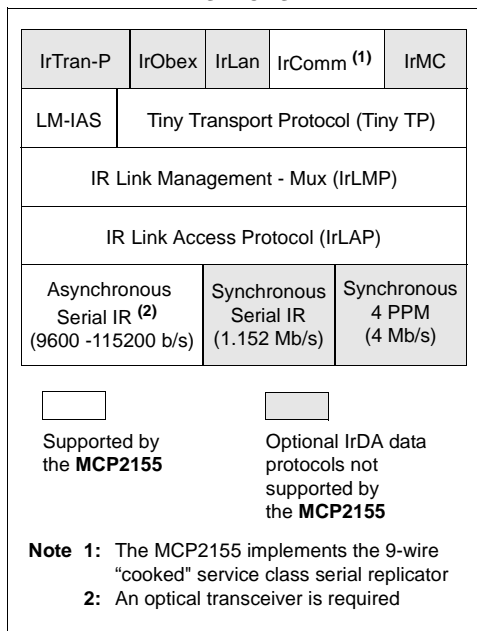 IrTran-P IrObex IrLan IrComm (1) IrMC
LM-IAS Tiny Transport Protocol (Tiny TP)
IR Link Management - Mux (IrLMP)
IR Link Access Protocol (IrLAP)
Asynchronous
Serial IR (2)
(9600 -115200 b/s)
Synchronous
Serial IR
(1.152 Mb/s)
Synchronous
4 PPM
(4 Mb/s)
Supported by
the MCP2155
Optional IrDA data
protocols not
supported by
the MCP2155
Note 1: The MCP2155 implements the 9-wire
“cooked" service class serial replicator
2: An optical transceiver is required